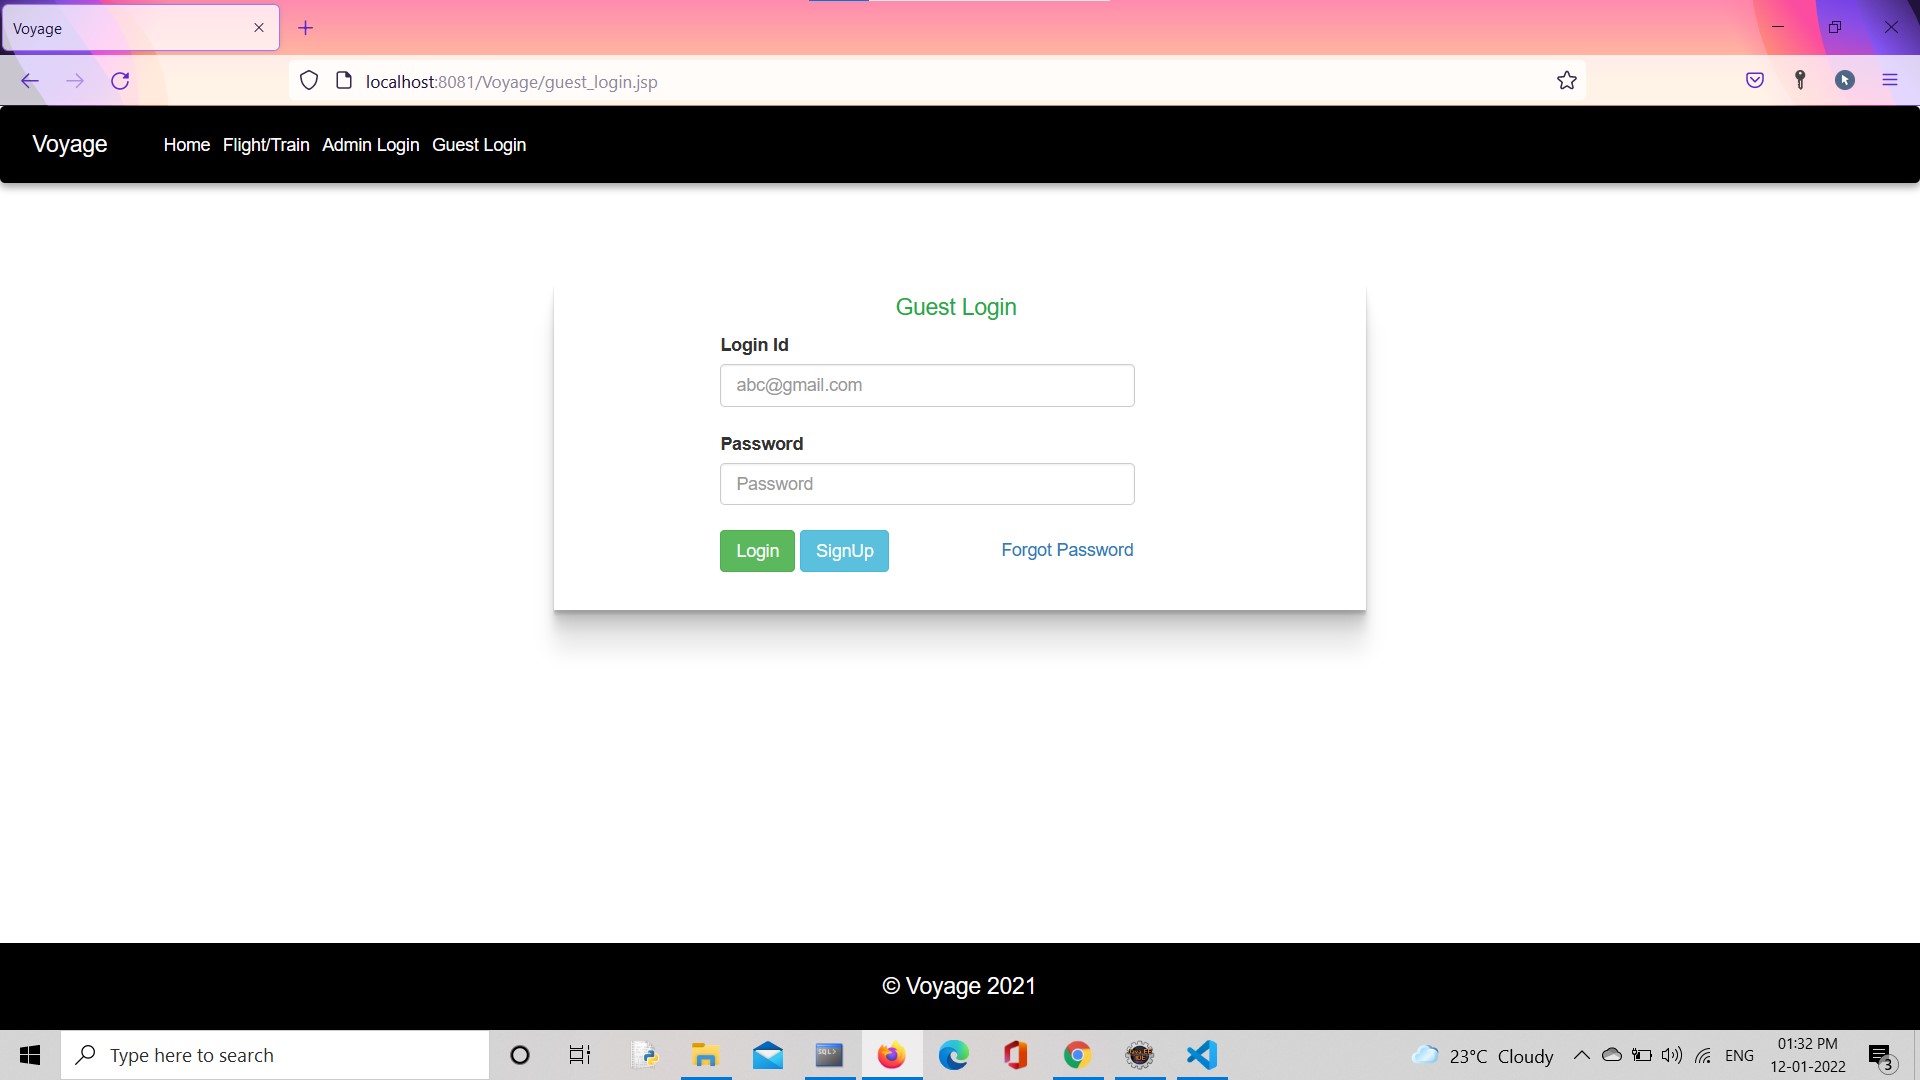 Voyage
localhost:8081/Voyage/guest_login.jsp
Voyage Home Flight/Train Admin Login Guest Login
Guest Login
Login Id
abc@gmail.com
Password
Password
Login SignUp Forgot Password
© Voyage 2021
Type here to search
SQL>
23°C Cloudy
ENG
01:32 PM
12-01-2022
3